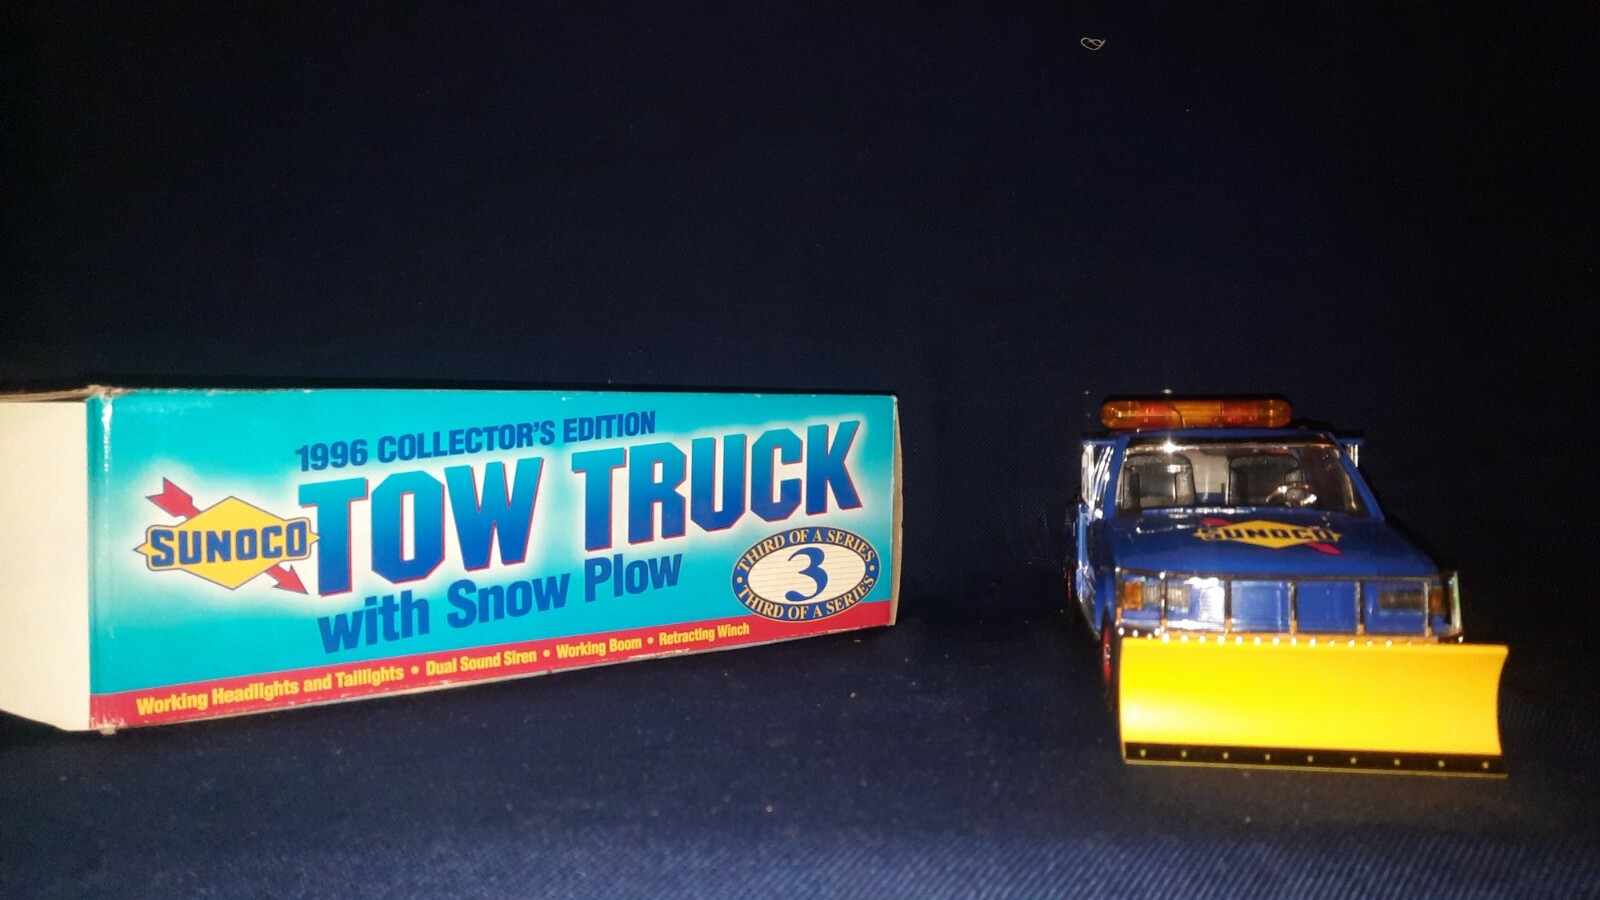 1996 COLLECTOR'S EDITION
TOW TRUCK
SUNOCO
with Snow Plow
THIRD OF A SERIES
3
THIRD OF A SERIES
Working Headlights and Taillights • Dual Sound Siren • Working Boom • Retracting Winch
SUNOCO